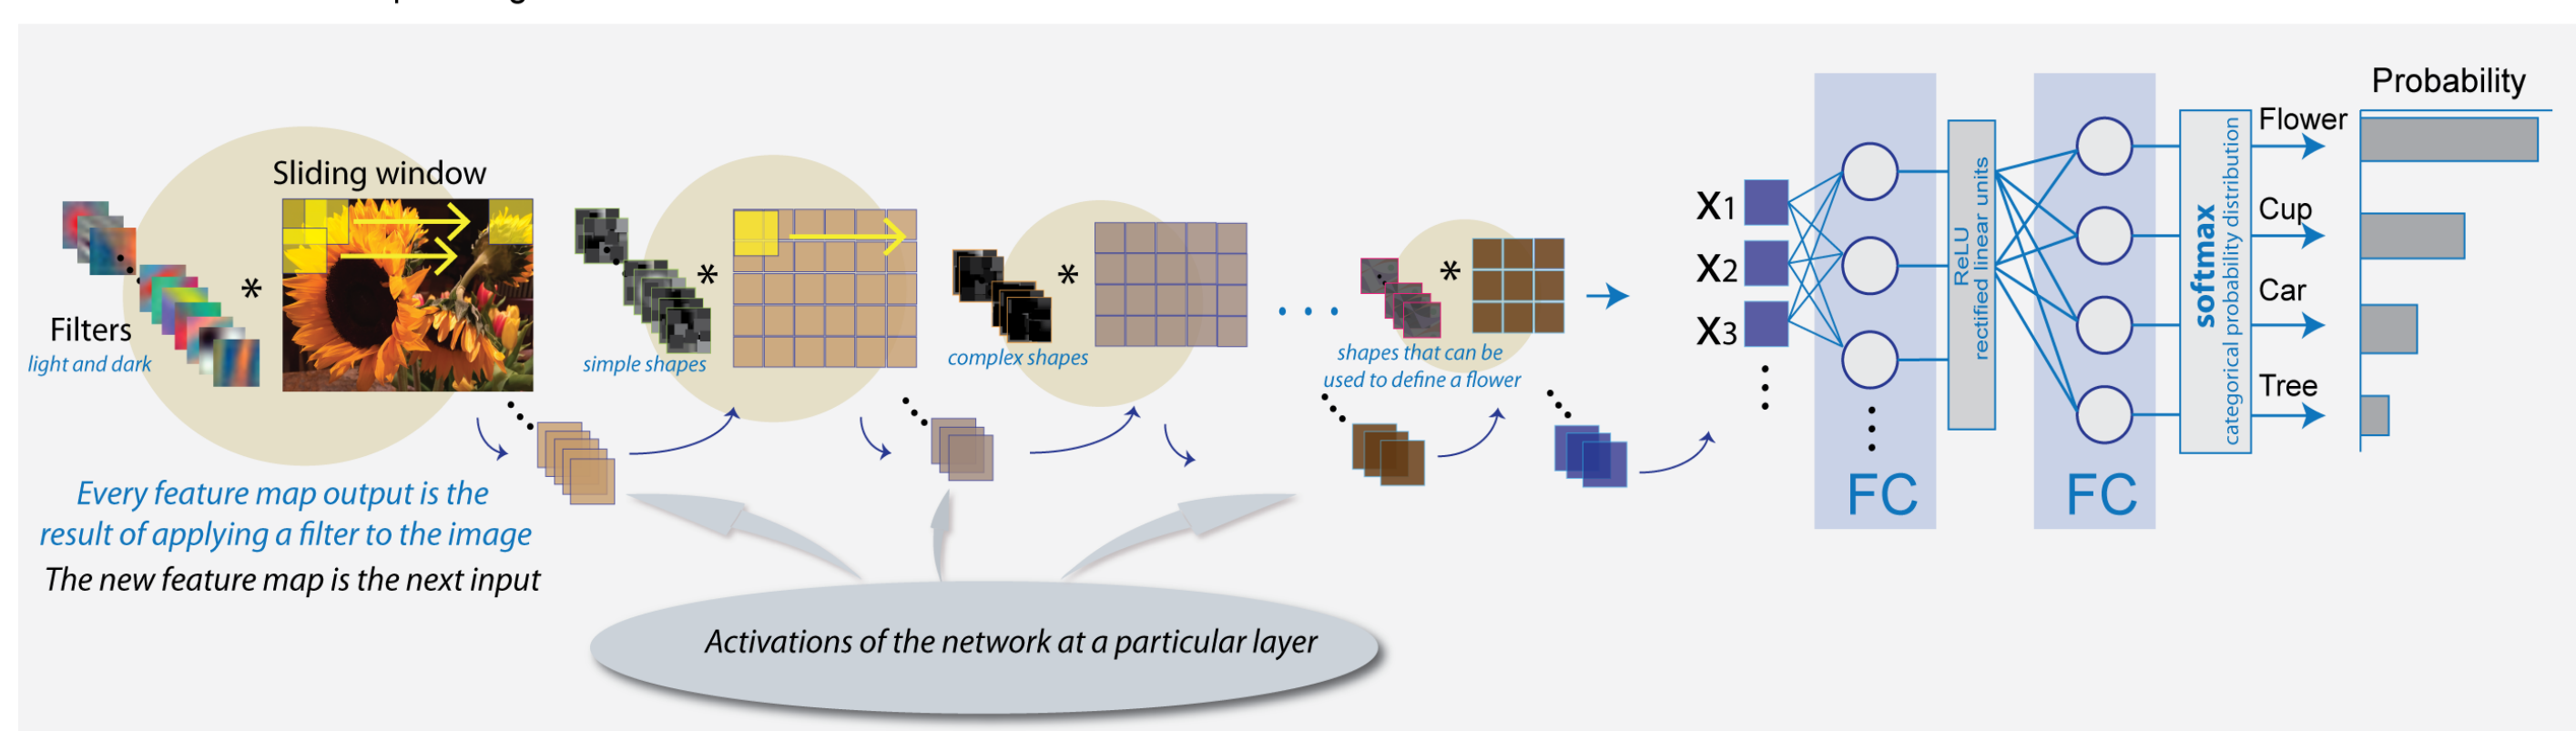 Sliding window
Filters
light and dark
*
simple shapes
*
complex shapes
*
shapes that can be
used to define a flower
*
X1
X2
X3
FC
ReLU
rectified linear units
FC
softmax
categorical probability distribution
Probability
Flower
Cup
Car
Tree
Every feature map output is the
result of applying a filter to the image
The new feature map is the next input
Activations of the network at a particular layer